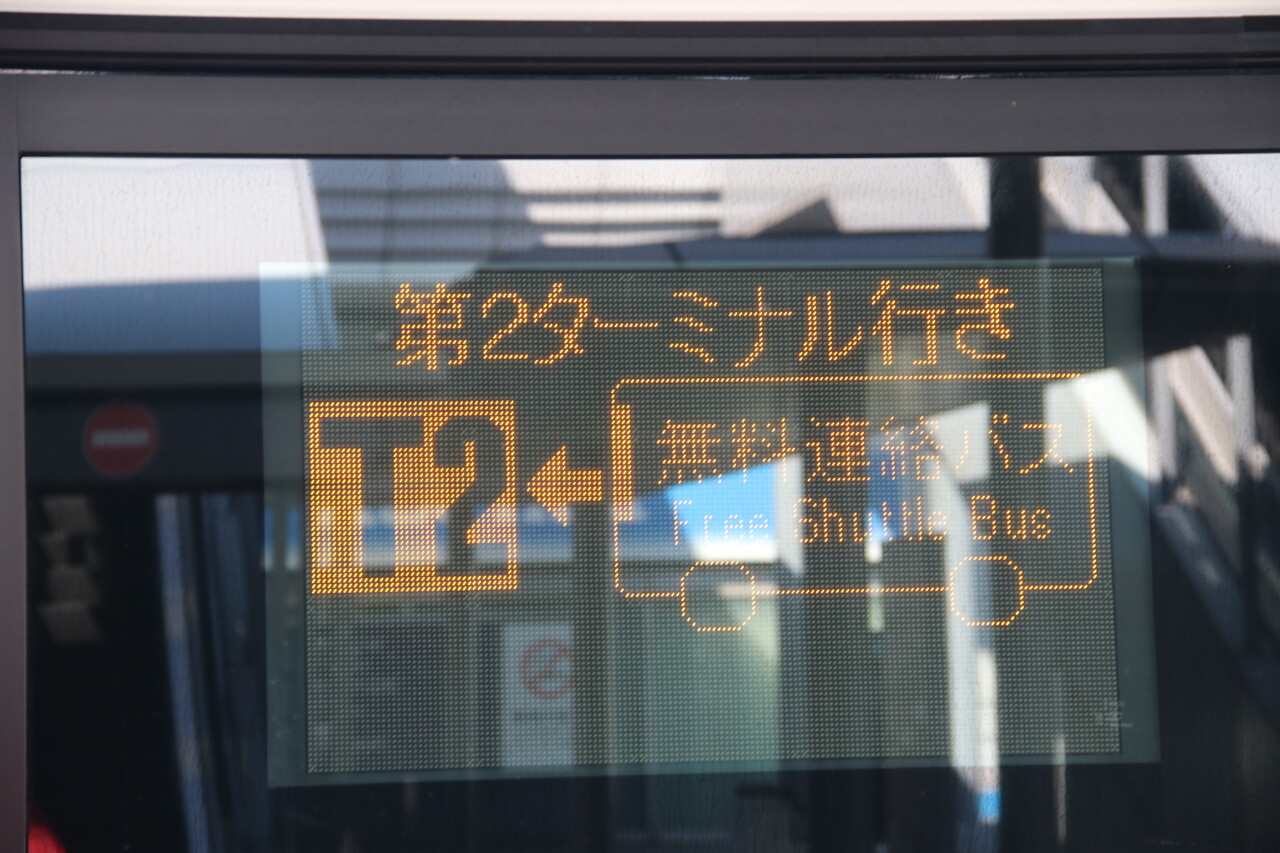 第2ターミナル行き
T2
無料連絡バス
Free Shuttle Bus